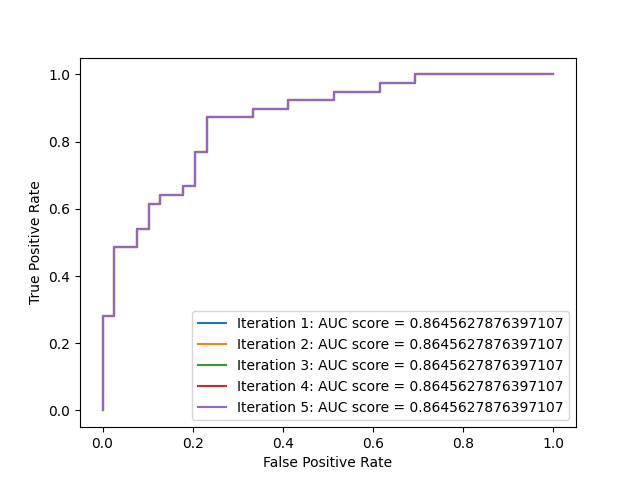 1.0
0.8
0.6
0.4
0.2
0.0
True Positive Rate
Iteration 1: AUC score = 0.8645627876397107
Iteration 2: AUC score = 0.8645627876397107
Iteration 3: AUC score = 0.8645627876397107
Iteration 4: AUC score = 0.8645627876397107
Iteration 5: AUC score = 0.8645627876397107
0.0 0.2 0.4 0.6 0.8 1.0
False Positive Rate